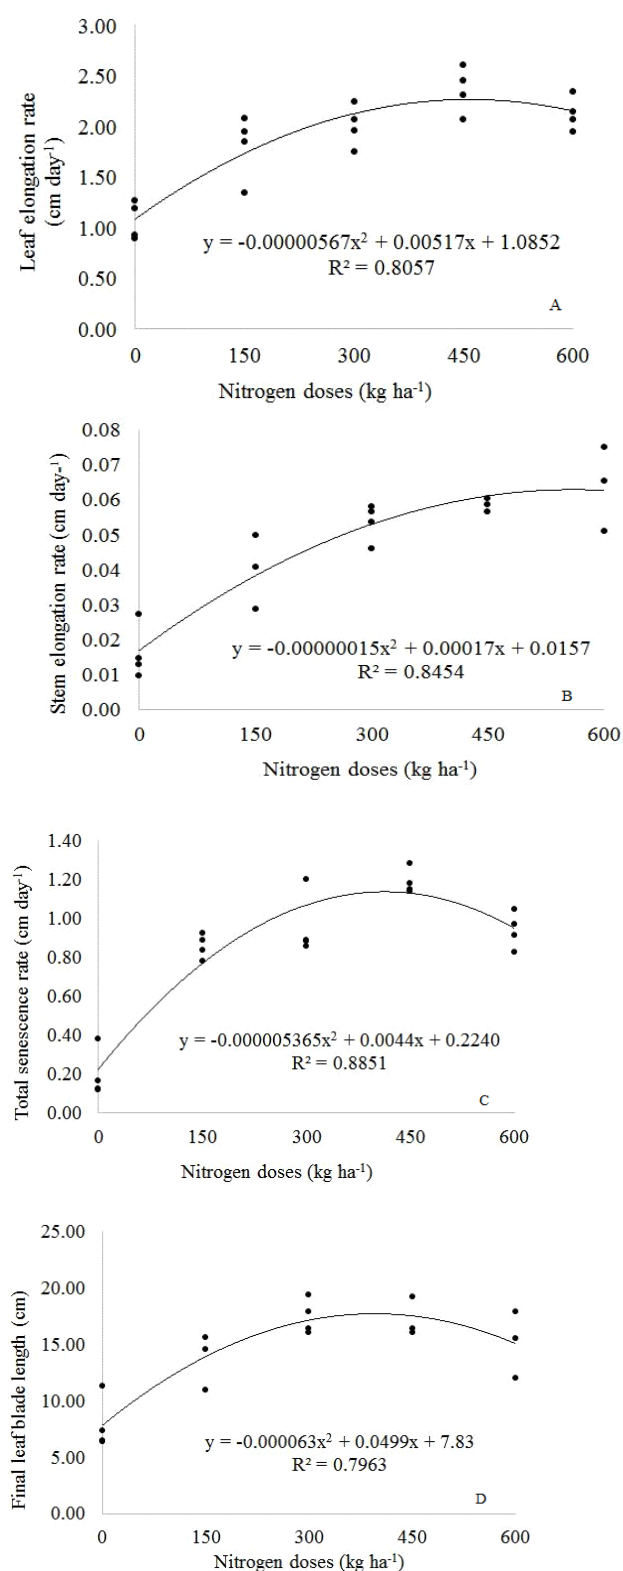 3.00
2.50
2.00
1.50
1.00
0.50
0.00
Leaf elongation rate
(cm day⁻¹)
y = -0.00000567x² + 0.00517x + 1.0852
R² = 0.8057
A
0 150 300 450 600
Nitrogen doses (kg ha⁻¹)
0.08
0.07
0.06
0.05
0.04
0.03
0.02
0.01
0.00
Stem elongation rate (cm day-¹)
y = -0.00000015x² + 0.00017x + 0.0157
R² = 0.8454
B
0 150 300 450 600
Nitrogen doses (kg ha⁻¹)
1.40
1.20
1.00
0.80
0.60
0.40
0.20
0.00
Total senescence rate (cm day⁻¹)
y = -0.000005365x² + 0.0044x + 0.2240
R² = 0.8851
C
0 150 300 450 600
Nitrogen doses (kg ha⁻¹)
25.00
20.00
15.00
10.00
5.00
0.00
Final leaf blade length (cm)
y = -0.000063x² + 0.0499x + 7.83
R² = 0.7963
D
0 150 300 450 600
Nitrogen doses (kg ha⁻¹)